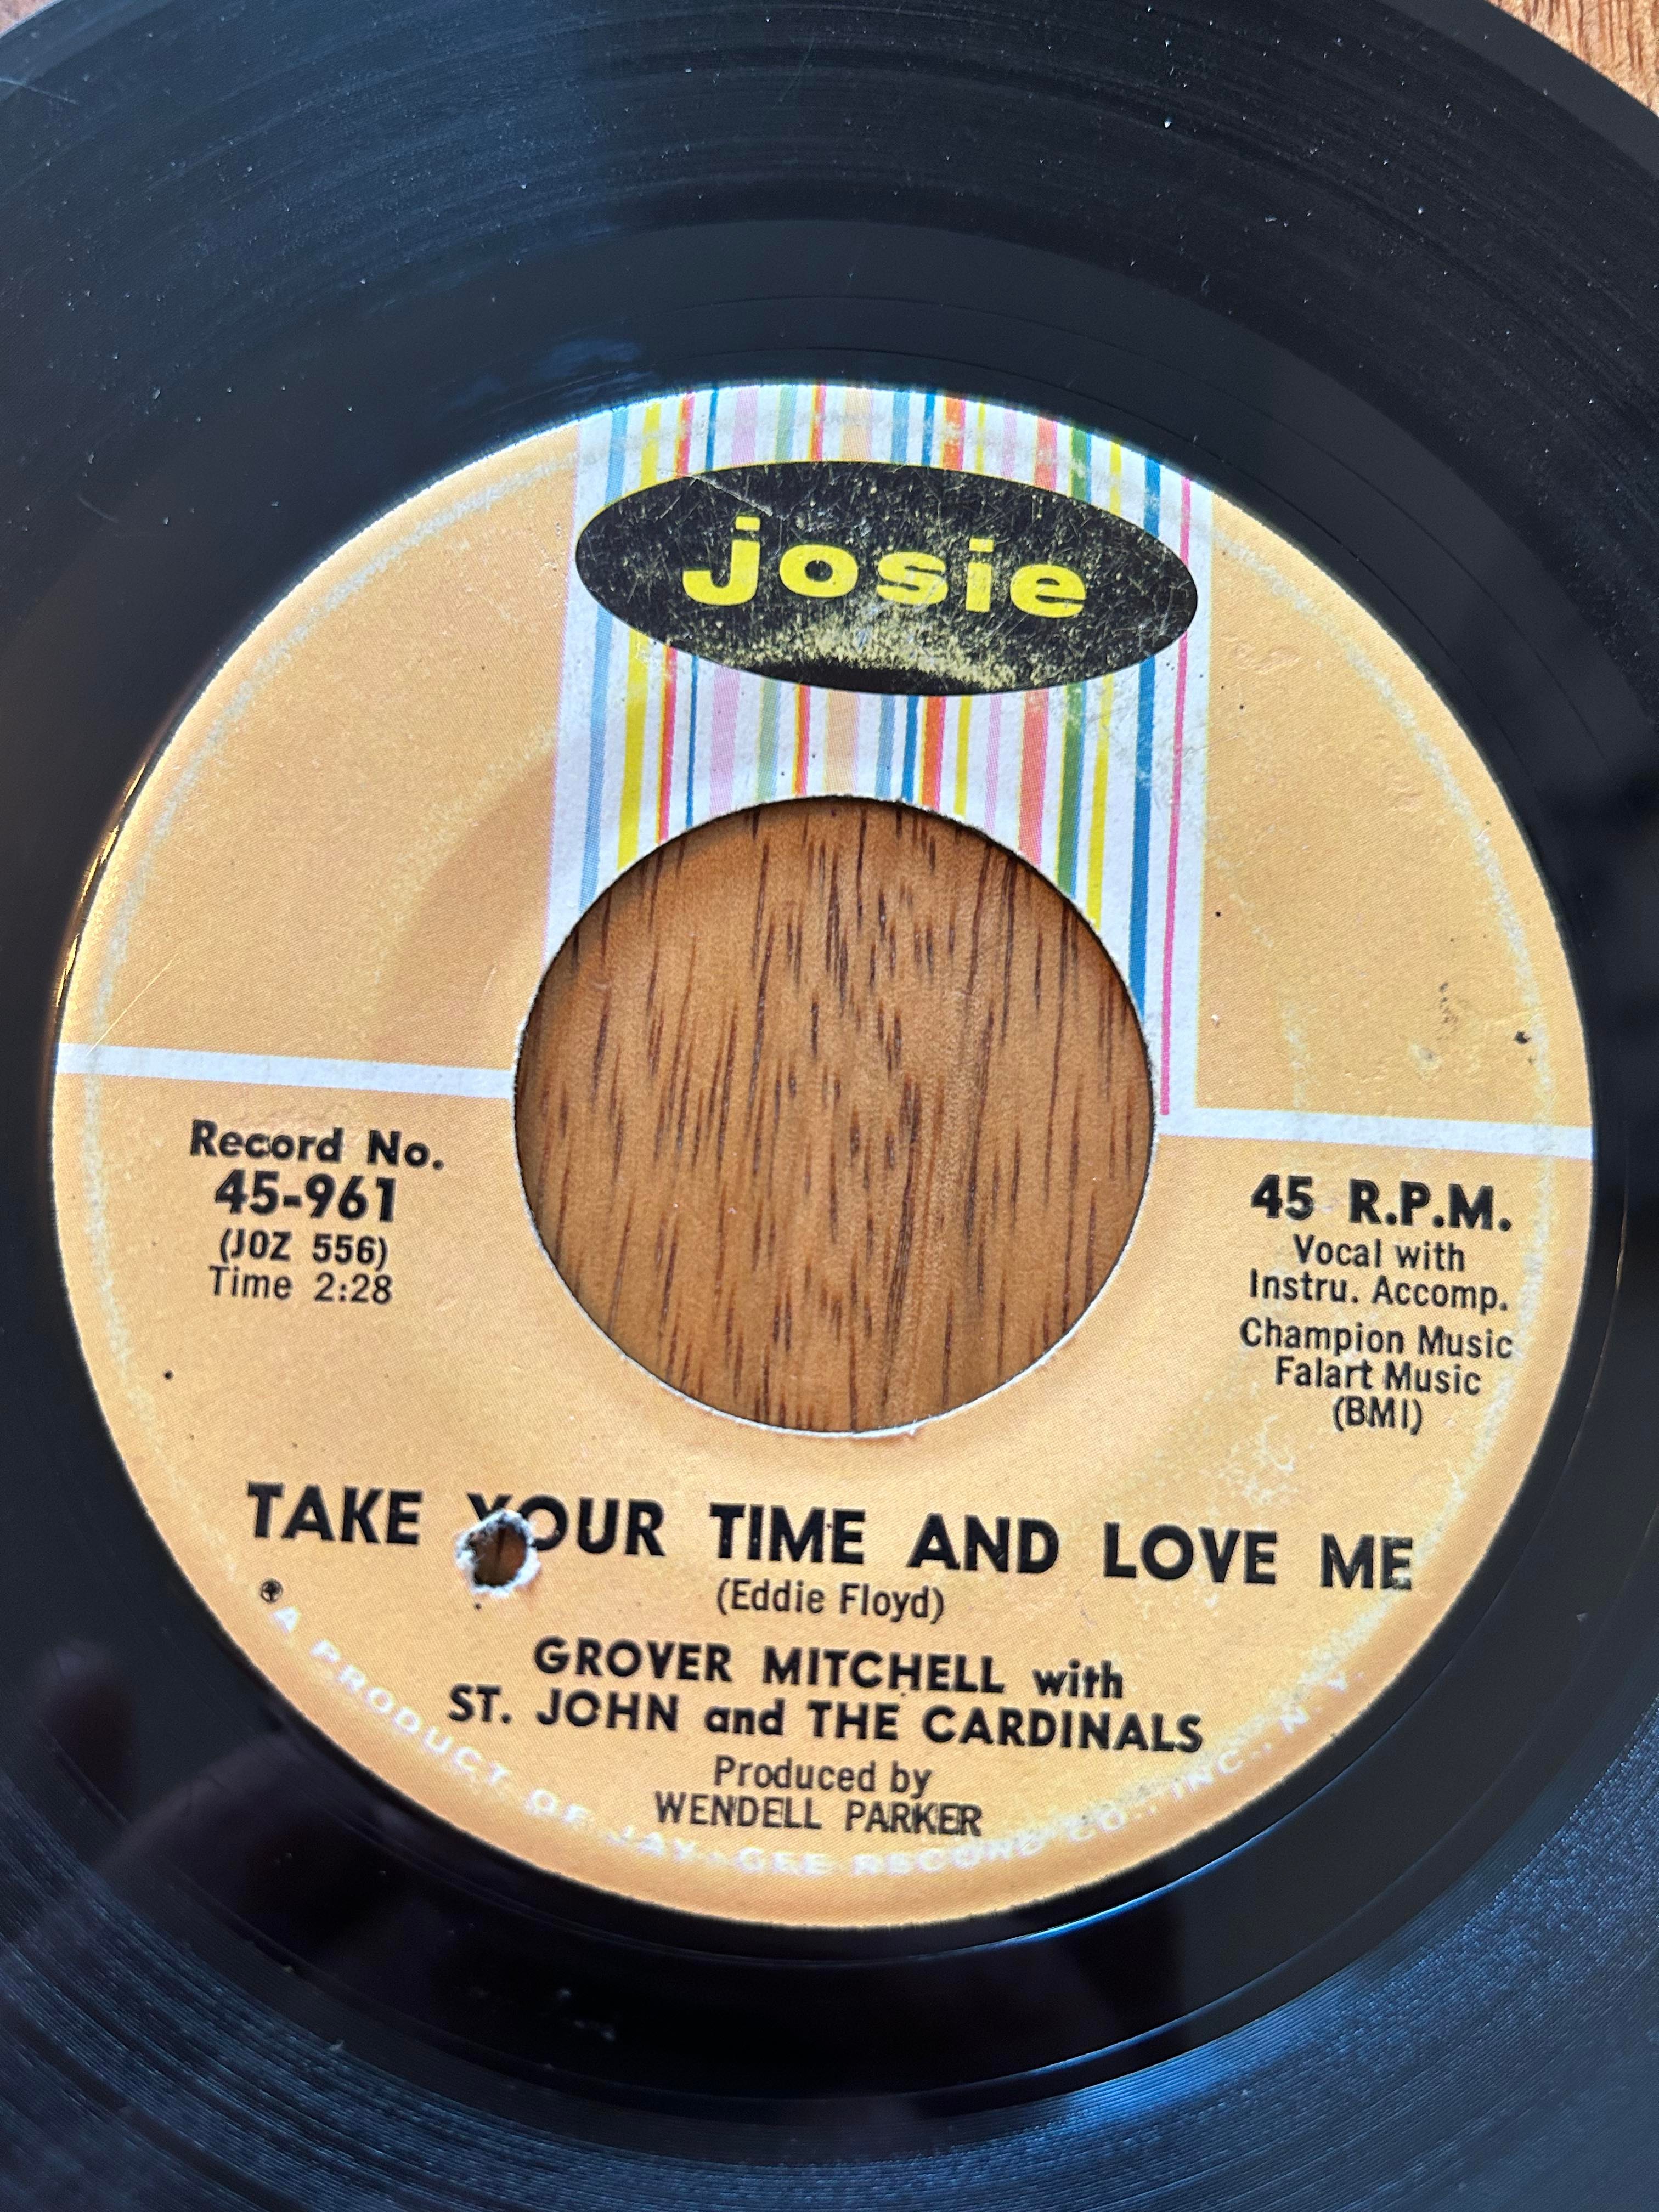 josie
Record No.
45-961
(JOZ 556)
Time 2:28
45 R.P.M.
Vocal with
Instru. Accomp.
Champion Music
Falart Music
(BMI)
TAKE YOUR TIME AND LOVE ME
(Eddie Floyd)
GROVER MITCHELL with
ST. JOHN and THE CARDINALS
Produced by
WENDELL PARKER
A PRODUCT OF JAY-GEE RECORD CO., INC., N.Y.